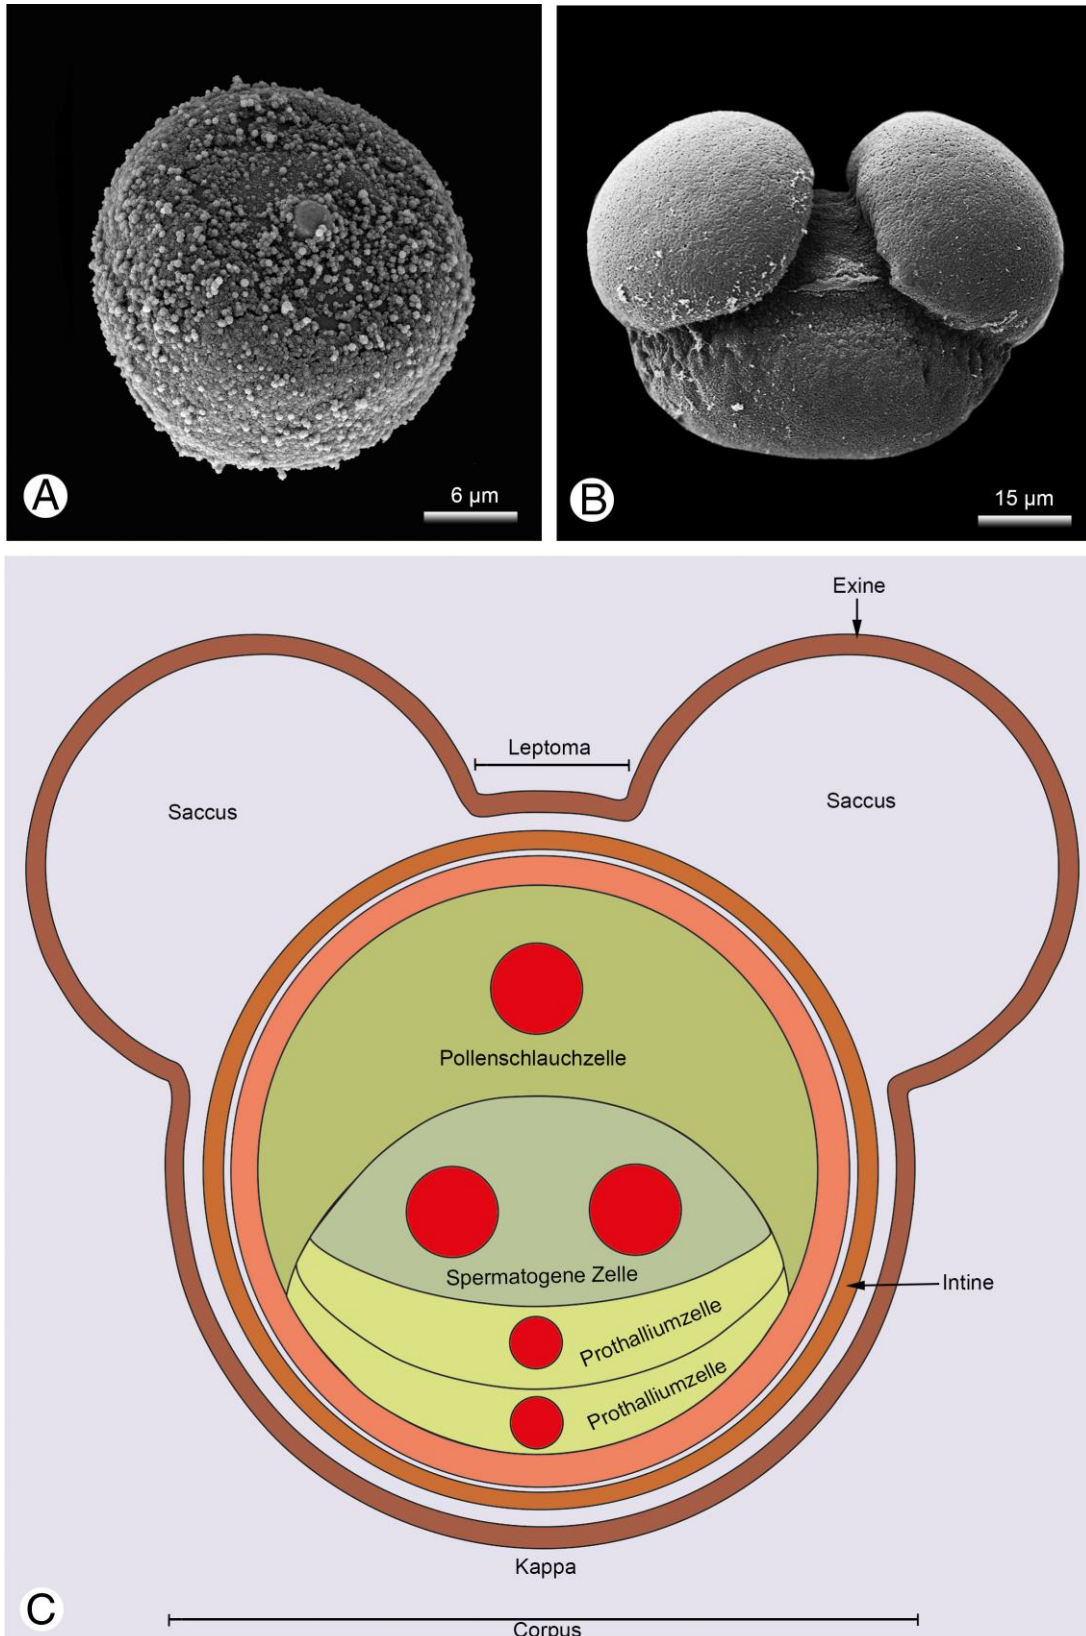 A
6 µm
B
15 µm
Exine
Leptoma
Saccus
Saccus
Pollenschlauchzelle
Spermatogene Zelle
Intine
Prothalliumzelle
Prothalliumzelle
Kappa
C
Corpus